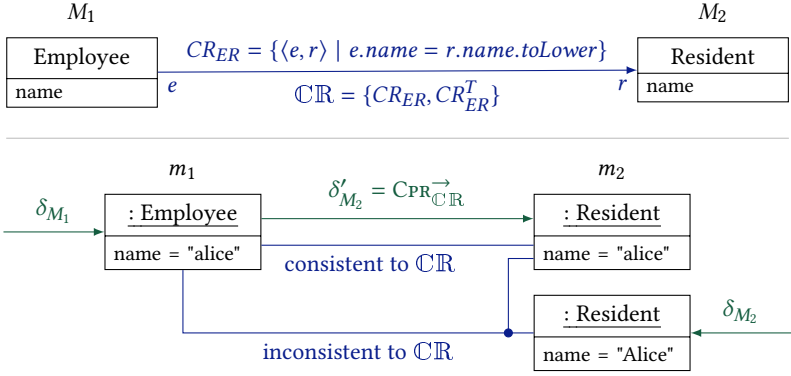 M₁ M₂
Employee CR_ER = {⟨e, r⟩ | e.name = r.name.toLower} Resident
name e ℂℝ = {CR_ER, CR_ER^T} r name
m₁ m₂
δ_M₁ : Employee δ′_M₂ = CPR→_ℂℝ : Resident
name = "alice" name = "alice"
consistent to ℂℝ
: Resident δ_M₂
inconsistent to ℂℝ name = "Alice"